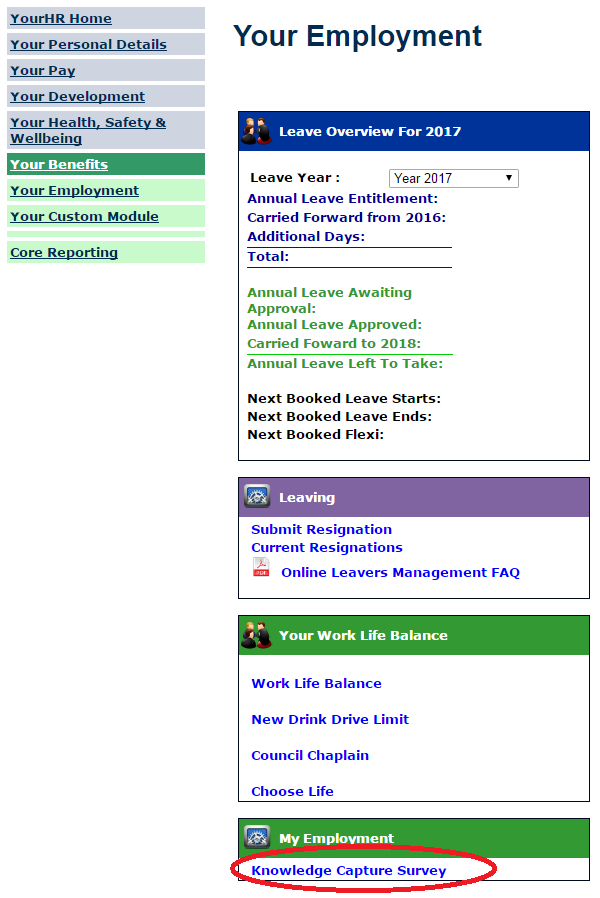 YourHR Home
Your Personal Details
Your Pay
Your Development
Your Health, Safety &
Wellbeing
Your Benefits
Your Employment
Your Custom Module
Core Reporting
Your Employment
Leave Overview For 2017
Leave Year :
Year 2017
Annual Leave Entitlement:
Carried Forward from 2016:
Additional Days:
Total:
Annual Leave Awaiting
Approval:
Annual Leave Approved:
Carried Foward to 2018:
Annual Leave Left To Take:
Next Booked Leave Starts:
Next Booked Leave Ends:
Next Booked Flexi:
Leaving
Submit Resignation
Current Resignations
Online Leavers Management FAQ
Your Work Life Balance
Work Life Balance
New Drink Drive Limit
Council Chaplain
Choose Life
My Employment
Knowledge Capture Survey